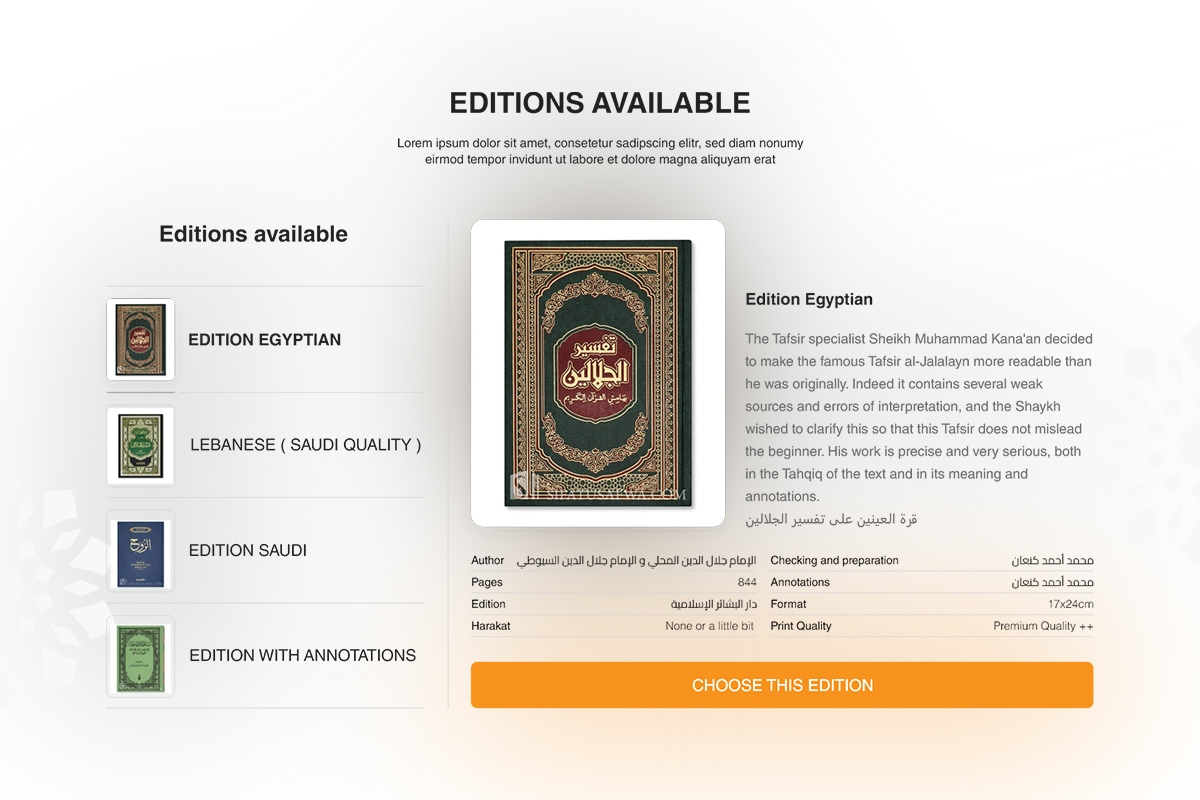 EDITIONS AVAILABLE
Lorem ipsum dolor sit amet, consetetur sadipscing elitr, sed diam nonumy
eirmod tempor invidunt ut labore et dolore magna aliquyam erat
Editions available
EDITION EGYPTIAN
LEBANESE ( SAUDI QUALITY )
الروح
EDITION SAUDI
EDITION WITH ANNOTATIONS
تفسير
الجلالين
بهامش القرآن الكريم
SIFATUSAFWA.COM
Edition Egyptian
The Tafsir specialist Sheikh Muhammad Kana'an decided
to make the famous Tafsir al-Jalalayn more readable than
he was originally. Indeed it contains several weak
sources and errors of interpretation, and the Shaykh
wished to clarify this so that this Tafsir does not mislead
the beginner. His work is precise and very serious, both
in the Tahqiq of the text and in its meaning and
annotations.
قرة العينين على تفسير الجلالين
Author الإمام جلال الدين المحلي و الإمام جلال الدين السيوطي
Pages 844
Edition دار البشائر الإسلامية
Harakat None or a little bit
Checking and preparation محمد أحمد كنعان
Annotations محمد أحمد كنعان
Format 17x24cm
Print Quality Premium Quality ++
CHOOSE THIS EDITION